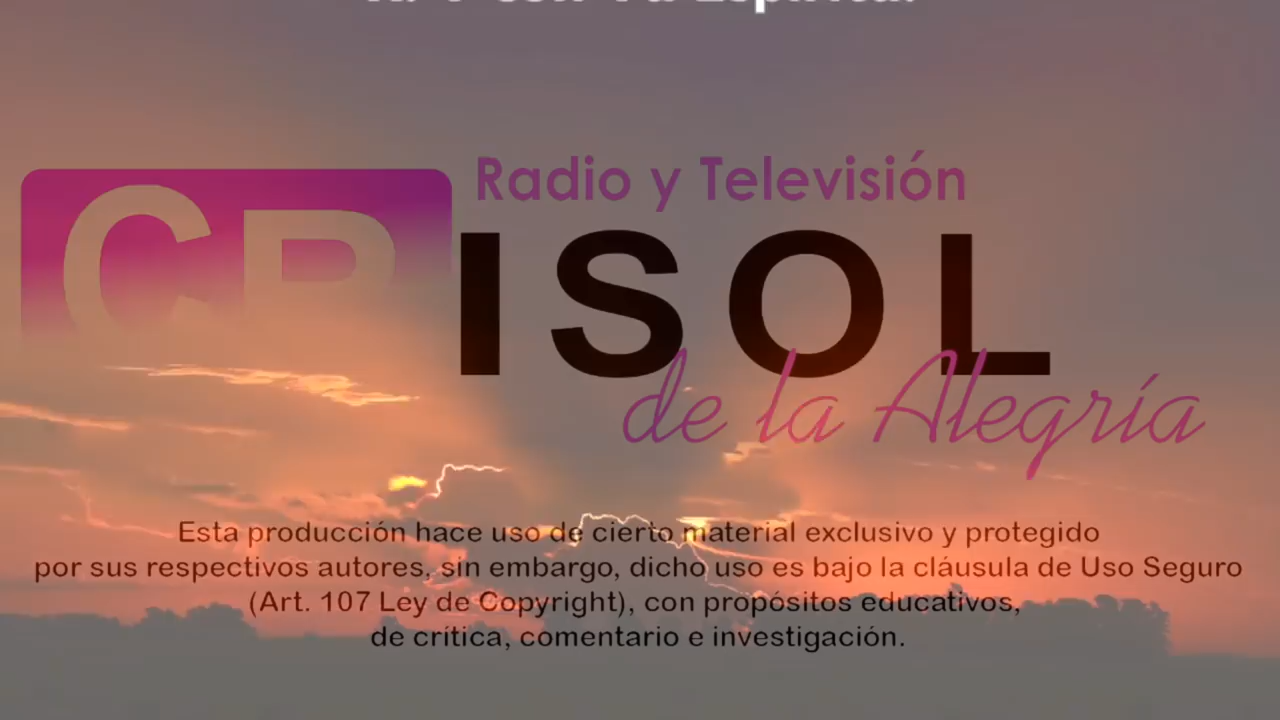 Radio y Televisión
CRISOL
de la Alegría
Esta producción hace uso de cierto material exclusivo y protegido
por sus respectivos autores, sin embargo, dicho uso es bajo la cláusula de Uso Seguro
(Art. 107 Ley de Copyright), con propósitos educativos,
de crítica, comentario e investigación.